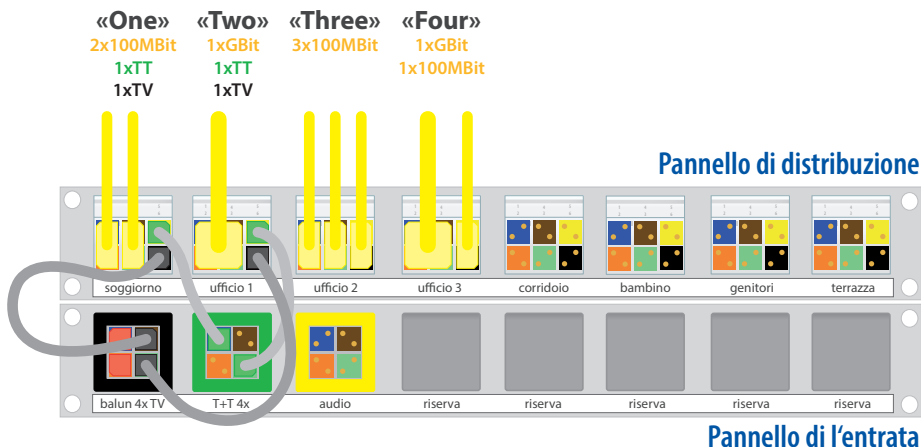 «One» «Two» «Three» «Four»
2x100MBit 1xGBit 3x100MBit 1xGBit
1xTT 1xTT 1x100MBit
1xTV 1xTV
Pannello di distribuzione
soggiorno ufficio 1 ufficio 2 ufficio 3 corridoio bambino genitori terrazza
balun 4x TV T+T 4x audio riserva riserva riserva riserva riserva
Pannello di l‘entrata